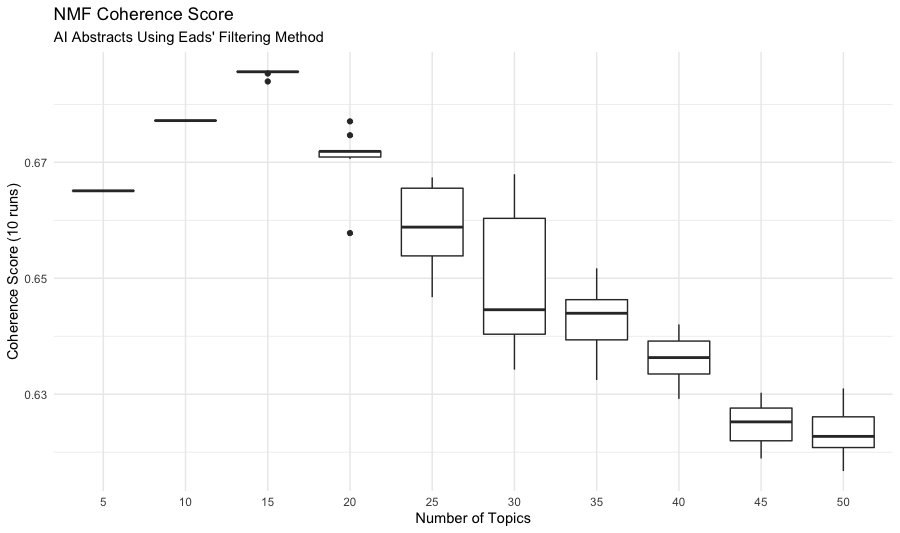 NMF Coherence Score
AI Abstracts Using Eads' Filtering Method
Coherence Score (10 runs)
0.67
0.65
0.63
5 10 15 20 25 30 35 40 45 50
Number of Topics